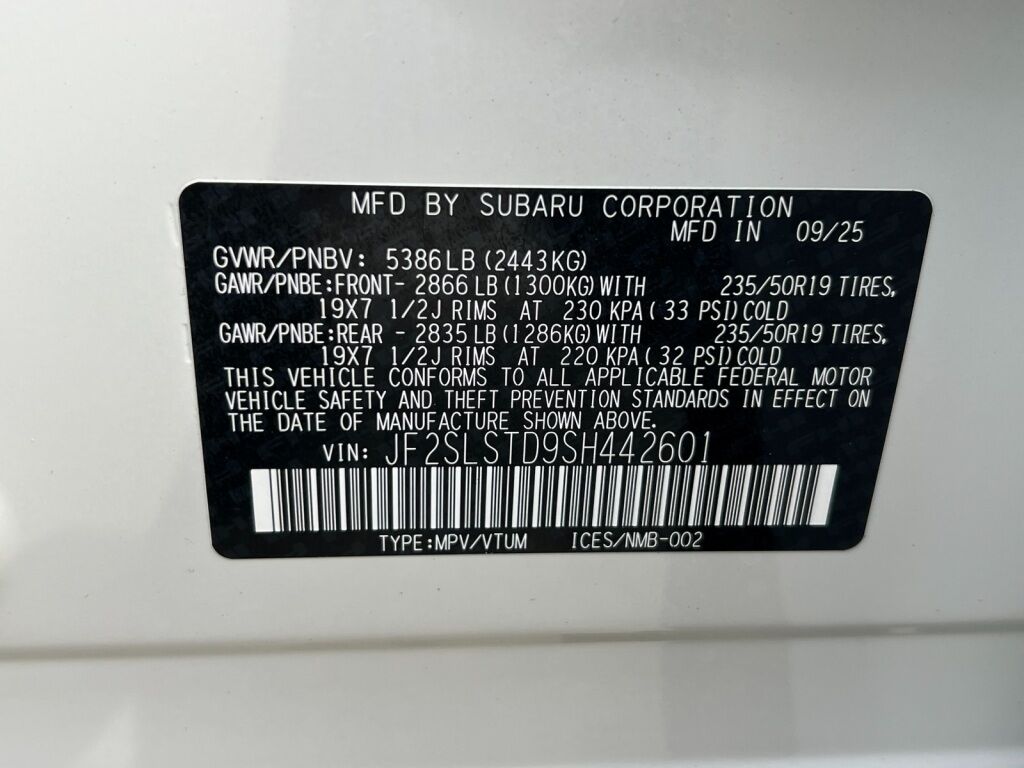 MFD BY SUBARU CORPORATION
MFD IN 09/25
GVWR/PNBV: 5386LB(2443KG)
GAWR/PNBE:FRONT- 2866LB(1300KG)WITH 235/50R19 TIRES,
19X7 1/2J RIMS AT 230 KPA( 33 PSI)COLD
GAWR/PNBE:REAR - 2835LB(1286KG)WITH 235/50R19 TIRES,
19X7 1/2J RIMS AT 220 KPA( 32 PSI)COLD
THIS VEHICLE CONFORMS TO ALL APPLICABLE FEDERAL MOTOR
VEHICLE SAFETY AND THEFT PREVENTION STANDARDS IN EFFECT ON
THE DATE OF MANUFACTURE SHOWN ABOVE.
VIN: JF2SLSTD9SH442601
TYPE:MPV/VTUM ICES/NMB-002